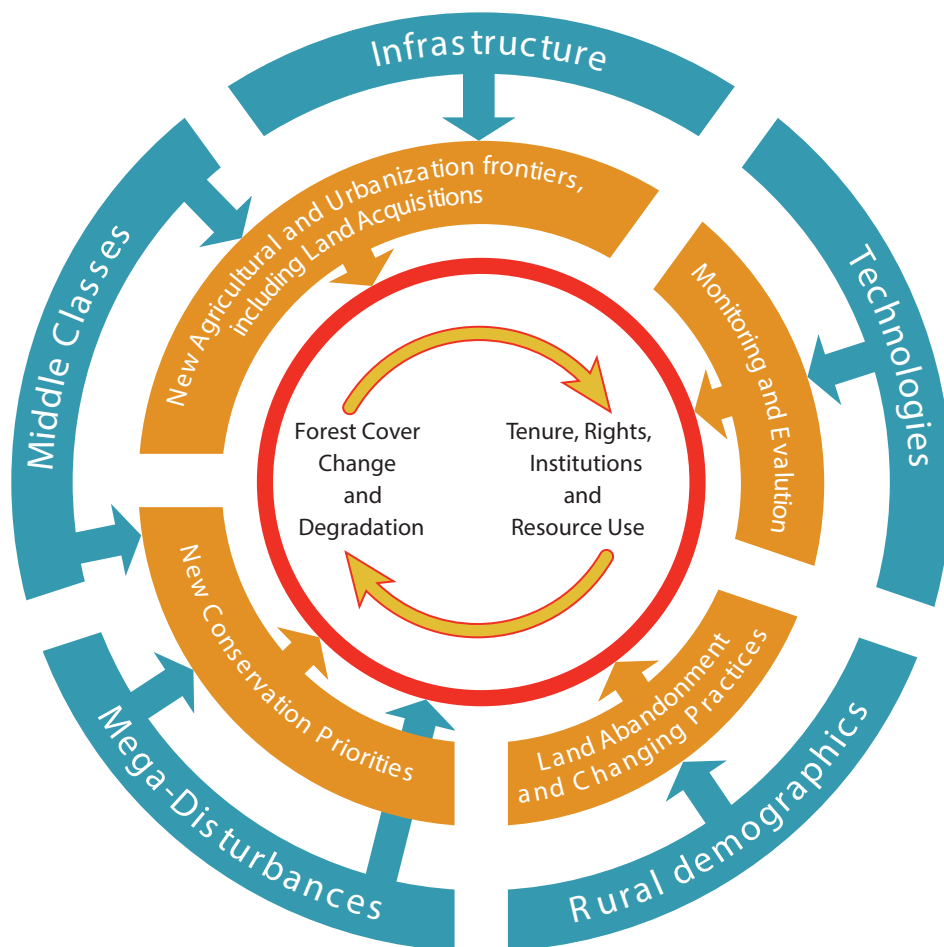 Infrastructure
Technologies
Rural demographics
Mega-Disturbances
Middle Classes
New Agricultural and Urbanization frontiers,
including Land Acquisitions
Monitoring and Evalution
Land Abandonment
and Changing Practices
New Conservation Priorities
Forest Cover
Change
and
Degradation
Tenure, Rights,
Institutions
and
Resource Use